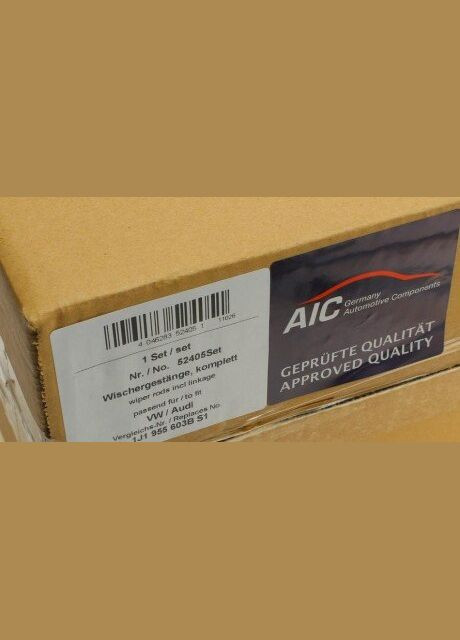 11026
4 046283 52405 1
1 Set / set
Nr. / No. 52405Set
Wischergestänge, komplett
wiper rods incl linkage
passend für / to fit
VW / Audi
Vergleichs-Nr. / Replaces No.
1J1 955 603B S1
AIC Germany
Automotive Components
GEPRÜFTE QUALITÄT
APPROVED QUALITY